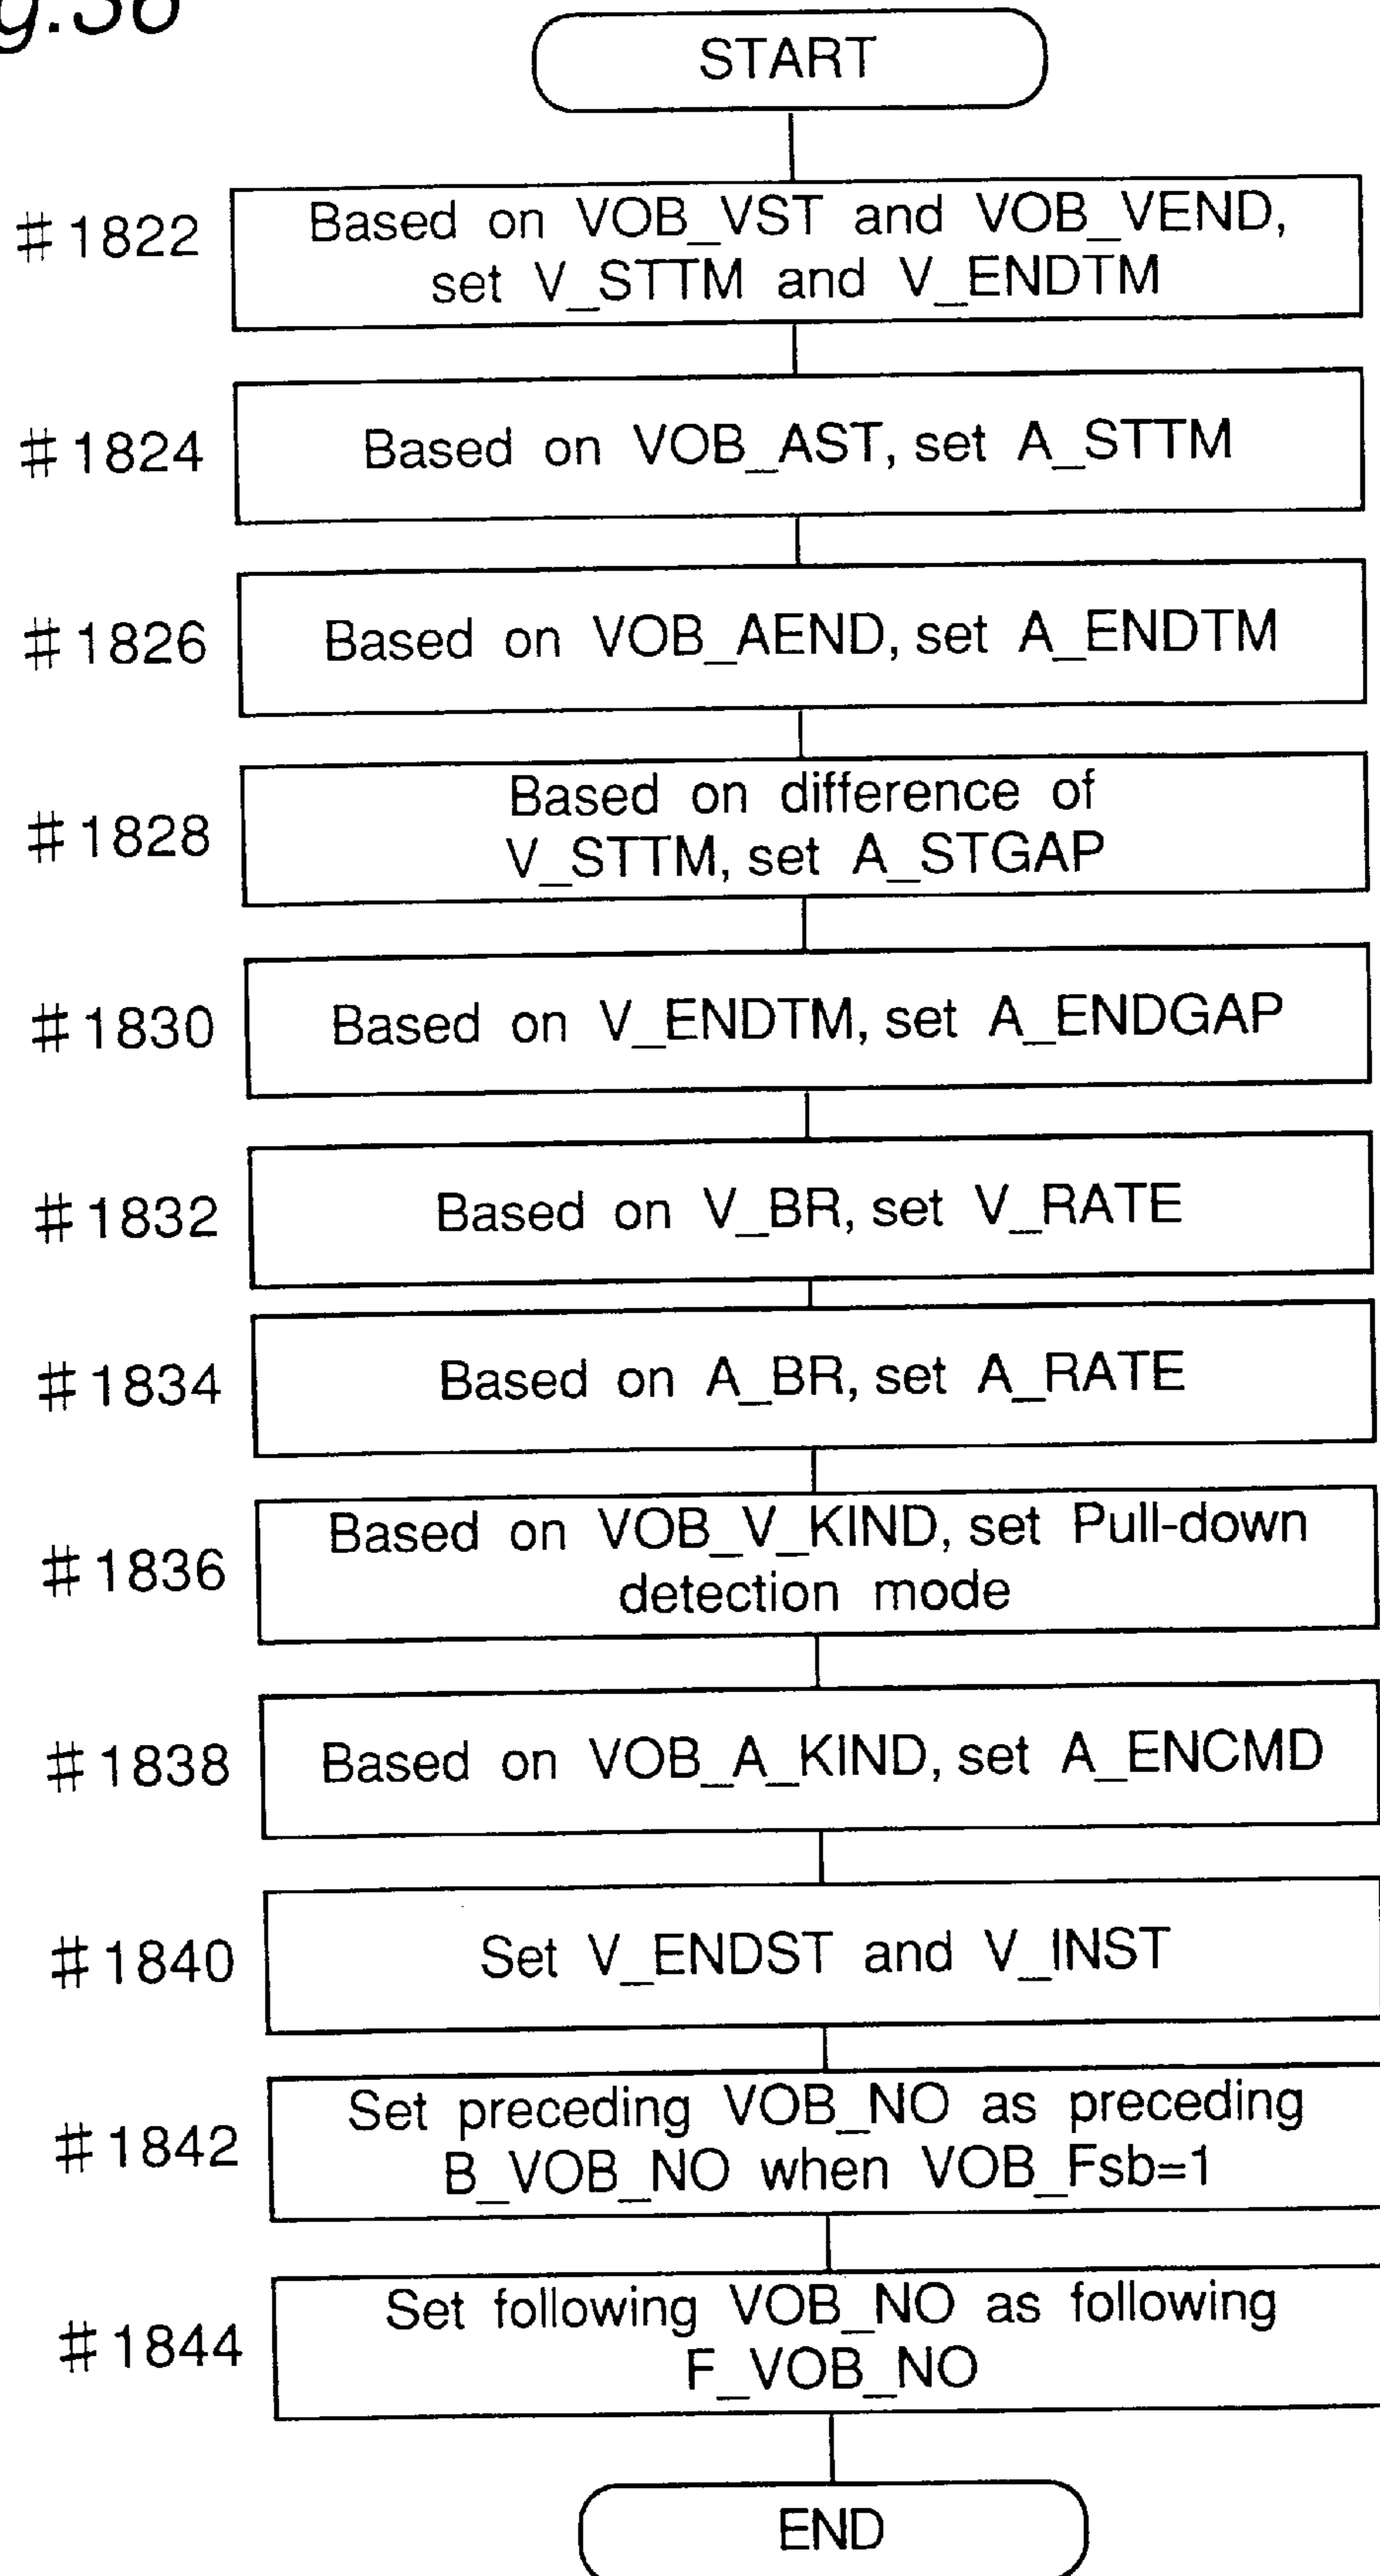 g.38
START
#1822
Based on VOB_VST and VOB_VEND,
set V_STTM and V_ENDTM
#1824
Based on VOB_AST, set A_STTM
#1826
Based on VOB_AEND, set A_ENDTM
#1828
Based on difference of
V_STTM, set A_STGAP
#1830
Based on V_ENDTM, set A_ENDGAP
#1832
Based on V_BR, set V_RATE
#1834
Based on A_BR, set A_RATE
#1836
Based on VOB_V_KIND, set Pull-down
detection mode
#1838
Based on VOB_A_KIND, set A_ENCMD
#1840
Set V_ENDST and V_INST
#1842
Set preceding VOB_NO as preceding
B_VOB_NO when VOB_Fsb=1
#1844
Set following VOB_NO as following
F_VOB_NO
END